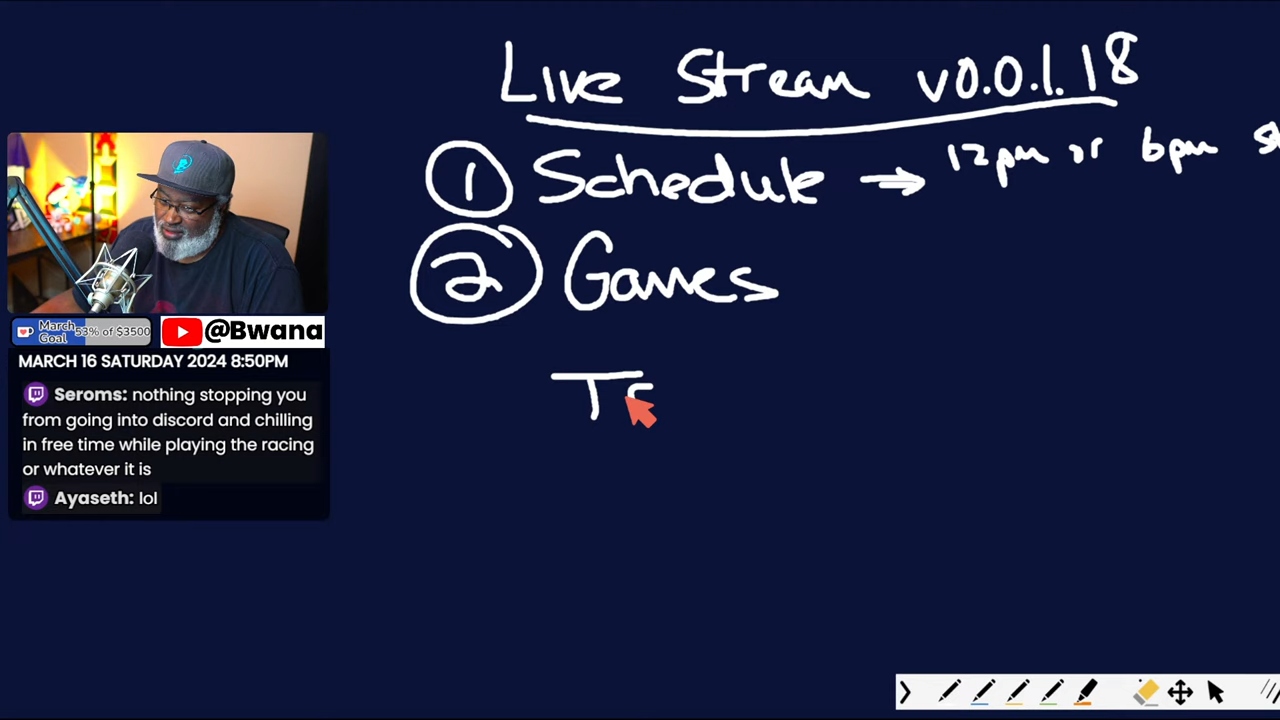 Live Stream v0.0.1.18
① Schedule → 12pm or 6pm
② Games
March Goal 53% of $3500
@Bwana
MARCH 16 SATURDAY 2024 8:50PM
Seroms: nothing stopping you
from going into discord and chilling
in free time while playing the racing
or whatever it is
Ayaseth: lol